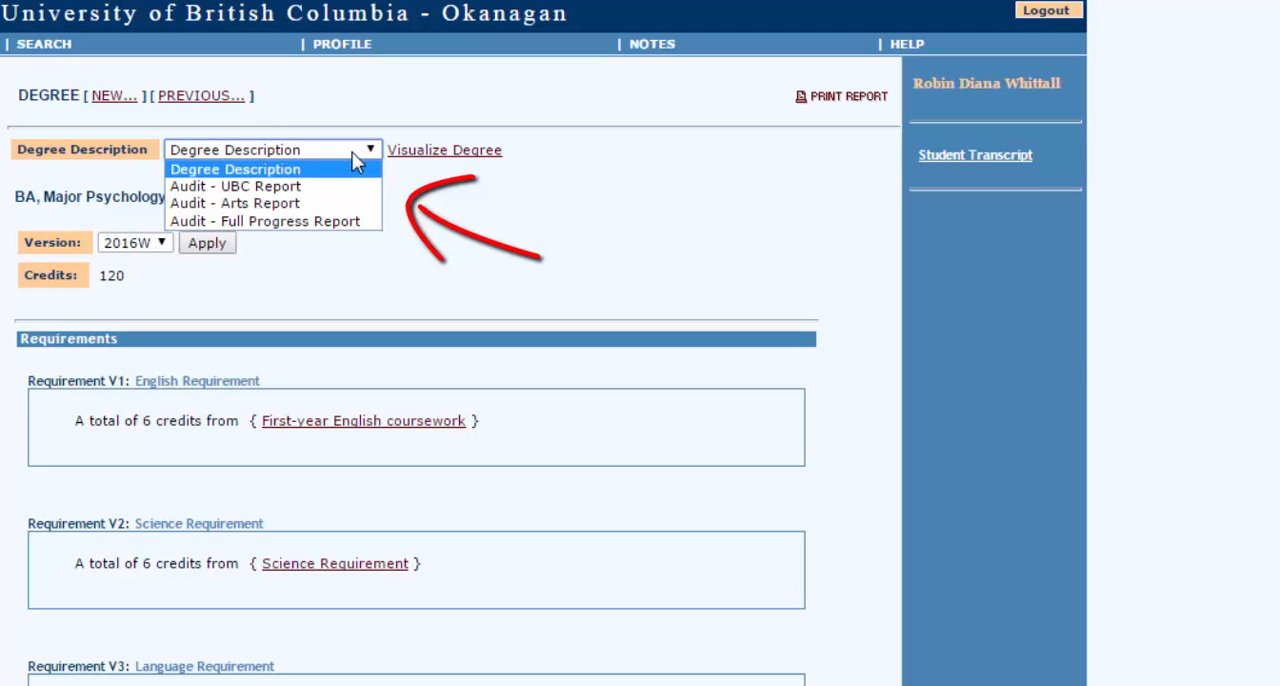 University of British Columbia - Okanagan
Logout
| SEARCH | PROFILE | NOTES | HELP
DEGREE [ NEW... ] [ PREVIOUS... ]
PRINT REPORT
Robin Diana Whittall
Degree Description Degree Description Visualize Degree
Student Transcript
Degree Description
Audit - UBC Report
BA, Major Psychology
Audit - Arts Report
Audit - Full Progress Report
Version: 2016W Apply
Credits: 120
Requirements
Requirement V1: English Requirement
A total of 6 credits from { First-year English coursework }
Requirement V2: Science Requirement
A total of 6 credits from { Science Requirement }
Requirement V3: Language Requirement